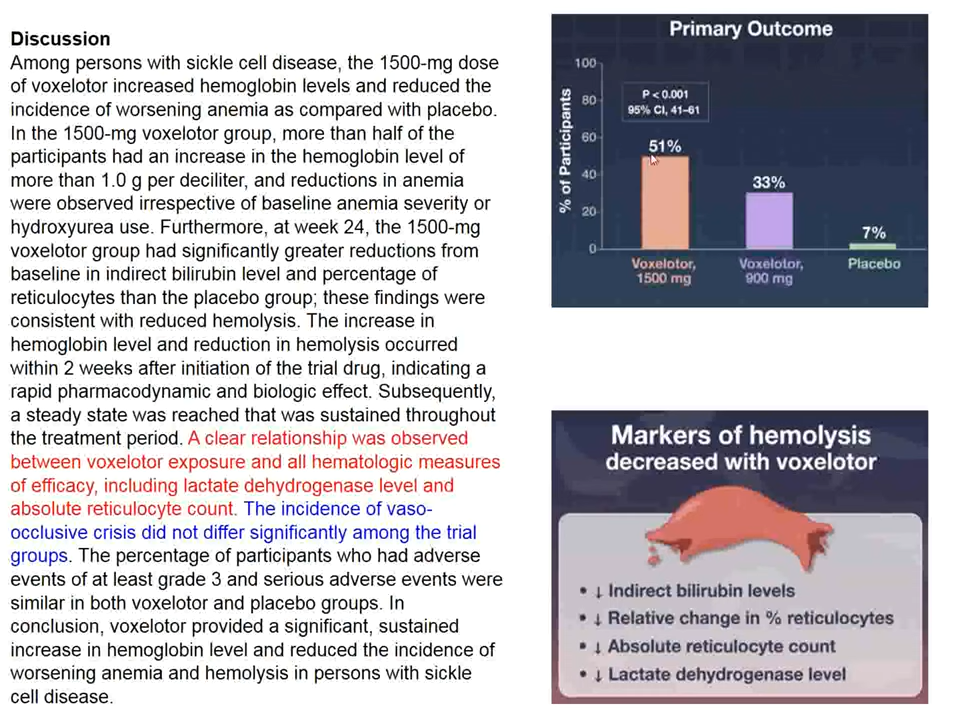 Discussion
Among persons with sickle cell disease, the 1500-mg dose
of voxelotor increased hemoglobin levels and reduced the
incidence of worsening anemia as compared with placebo.
In the 1500-mg voxelotor group, more than half of the
participants had an increase in the hemoglobin level of
more than 1.0 g per deciliter, and reductions in anemia
were observed irrespective of baseline anemia severity or
hydroxyurea use. Furthermore, at week 24, the 1500-mg
voxelotor group had significantly greater reductions from
baseline in indirect bilirubin level and percentage of
reticulocytes than the placebo group; these findings were
consistent with reduced hemolysis. The increase in
hemoglobin level and reduction in hemolysis occurred
within 2 weeks after initiation of the trial drug, indicating a
rapid pharmacodynamic and biologic effect. Subsequently,
a steady state was reached that was sustained throughout
the treatment period. A clear relationship was observed
between voxelotor exposure and all hematologic measures
of efficacy, including lactate dehydrogenase level and
absolute reticulocyte count. The incidence of vaso-
occlusive crisis did not differ significantly among the trial
groups. The percentage of participants who had adverse
events of at least grade 3 and serious adverse events were
similar in both voxelotor and placebo groups. In
conclusion, voxelotor provided a significant, sustained
increase in hemoglobin level and reduced the incidence of
worsening anemia and hemolysis in persons with sickle
cell disease.
Primary Outcome
% of Participants
100
80
60
40
20
0
P < 0.001
95% CI, 41–61
51%
33%
7%
Voxelotor,
1500 mg
Voxelotor,
900 mg
Placebo
Markers of hemolysis
decreased with voxelotor
• ↓ Indirect bilirubin levels
• ↓ Relative change in % reticulocytes
• ↓ Absolute reticulocyte count
• ↓ Lactate dehydrogenase level